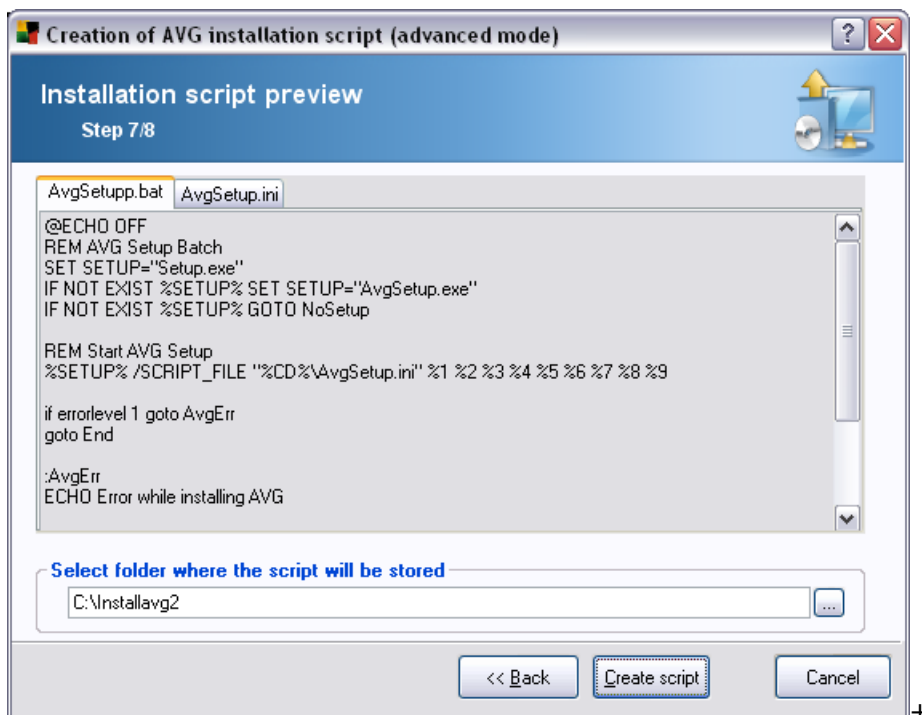 Creation of AVG installation script (advanced mode)
?
Installation script preview
Step 7/8
AvgSetupp.bat AvgSetup.ini
@ECHO OFF
REM AVG Setup Batch
SET SETUP="Setup.exe"
IF NOT EXIST %SETUP% SET SETUP="AvgSetup.exe"
IF NOT EXIST %SETUP% GOTO NoSetup
REM Start AVG Setup
%SETUP% /SCRIPT_FILE "%CD%\AvgSetup.ini" %1 %2 %3 %4 %5 %6 %7 %8 %9
if errorlevel 1 goto AvgErr
goto End
:AvgErr
ECHO Error while installing AVG
Select folder where the script will be stored
C:\Installavg2
...
<< Back Create script Cancel